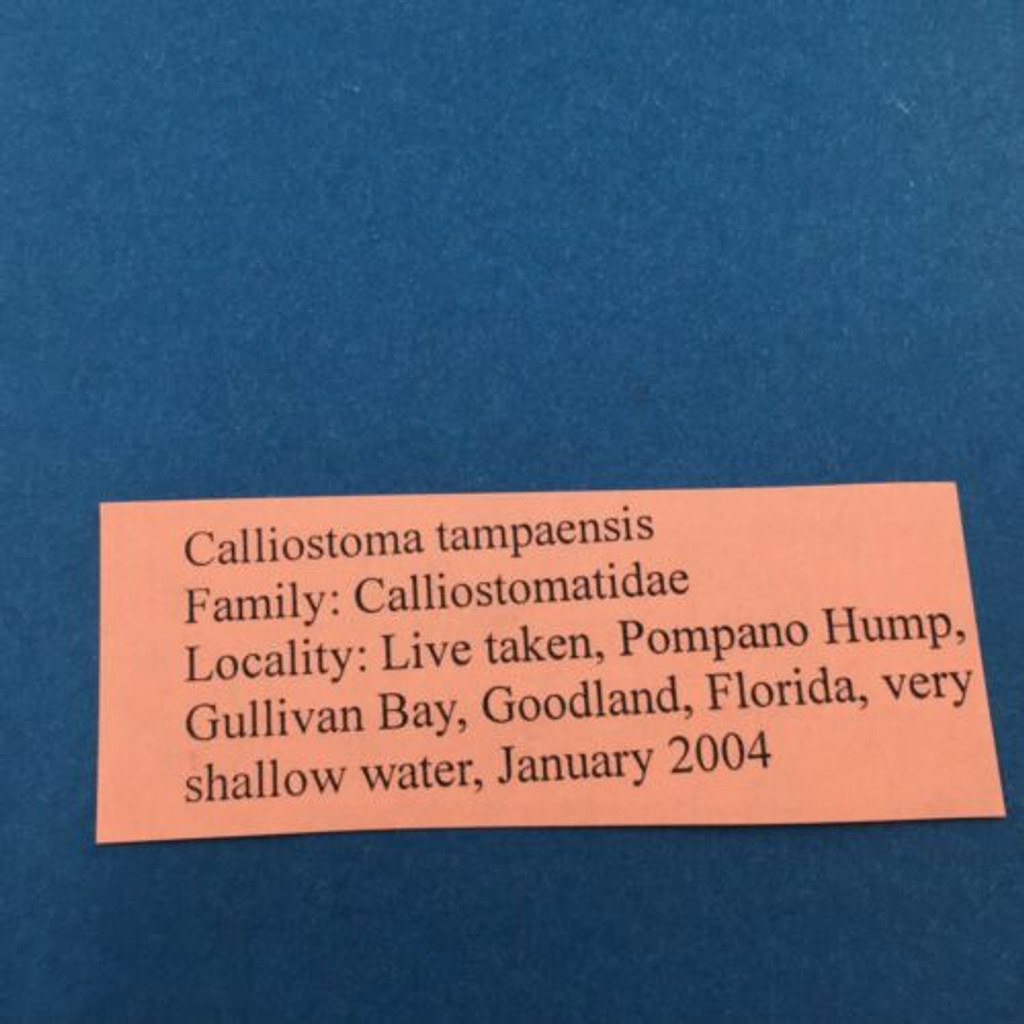 Calliostoma tampaensis
Family: Calliostomatidae
Locality: Live taken, Pompano Hump,
Gullivan Bay, Goodland, Florida, very
shallow water, January 2004